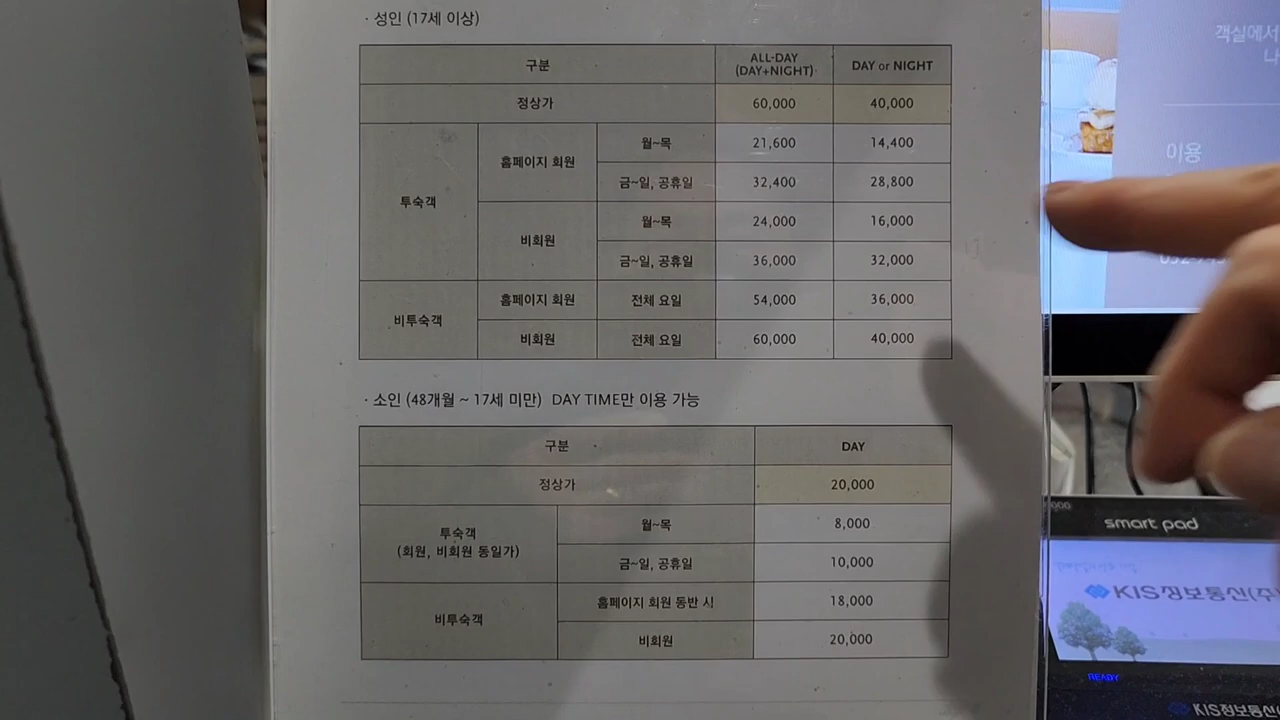 · 성인 (17세 이상)
구분
ALL-DAY
(DAY+NIGHT)
DAY or NIGHT
정상가
60,000
40,000
투숙객
홈페이지 회원
월~목
21,600
14,400
금~일, 공휴일
32,400
28,800
비회원
월~목
24,000
16,000
금~일, 공휴일
36,000
32,000
비투숙객
홈페이지 회원
전체 요일
54,000
36,000
비회원
전체 요일
60,000
40,000
· 소인 (48개월 ~ 17세 미만) DAY TIME만 이용 가능
구분
DAY
정상가
20,000
투숙객
(회원, 비회원 동일가)
월~목
8,000
금~일, 공휴일
10,000
비투숙객
홈페이지 회원 동반 시
18,000
비회원
20,000
객실에서
나
이용
smart pad
KIS정보통신(주
READY
KIS정보통신